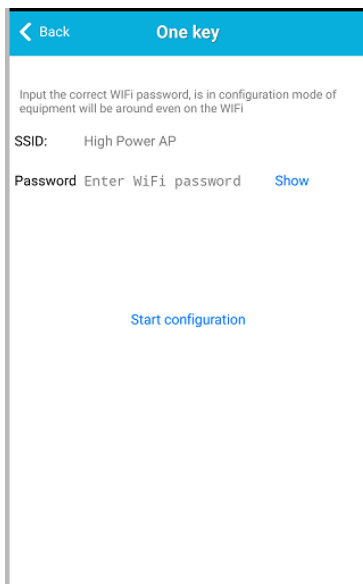 Back One key
Input the correct WIFi password, is in configuration mode of
equipment will be around even on the WIFi
SSID: High Power AP
Password Enter WiFi password Show
Start configuration